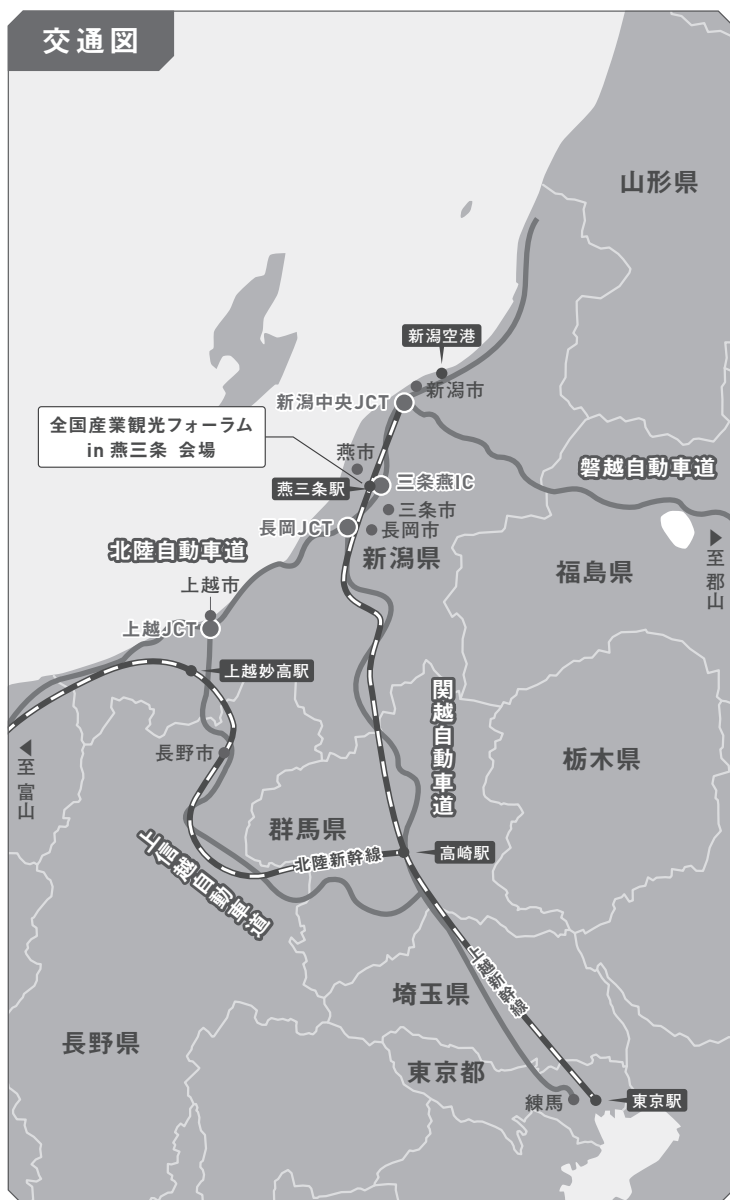 交通図
山形県
新潟空港
新潟市
新潟中央JCT
全国産業観光フォーラム
in 燕三条 会場
燕市
磐越自動車道
燕三条駅
三条燕IC
三条市
長岡JCT
長岡市
新潟県
北陸自動車道
福島県
▶至郡山
上越市
上越JCT
上越妙高駅
関越自動車道
◀至富山
長野市
栃木県
群馬県
上信越自動車道
北陸新幹線
高崎駅
上越新幹線
埼玉県
長野県
東京都
練馬
東京駅